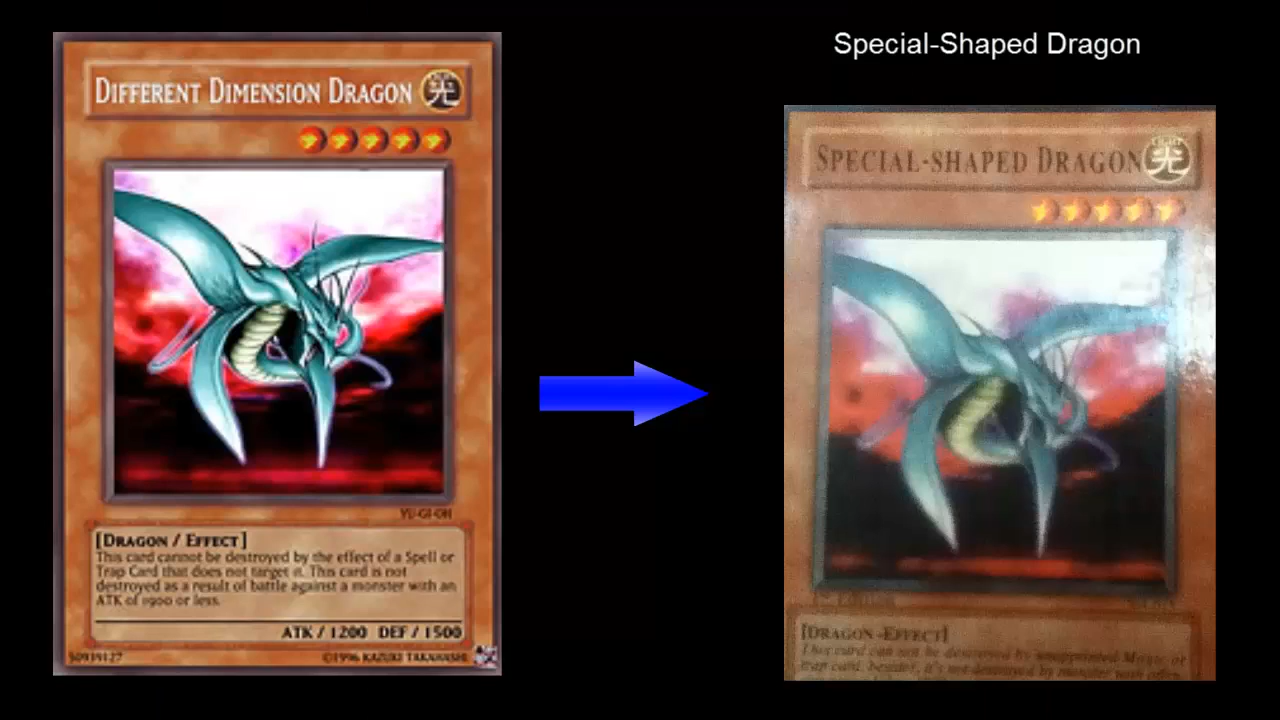 Special-Shaped Dragon
DIFFERENT DIMENSION DRAGON 光
YU-GI-OH
[DRAGON / EFFECT]
This card cannot be destroyed by the effect of a Spell or
Trap Card that does not target it. This card is not
destroyed as a result of battle against a monster with an
ATK of 1900 or less.
ATK / 1200 DEF / 1500
©1996 KAZUKI TAKAHASHI
SPECIAL-SHAPED DRAGON LIGHT 光
[DRAGON-EFFECT]
This card can not be destroyed by unappointed Magic or
trap card, besides, it's not destroyed by monster with